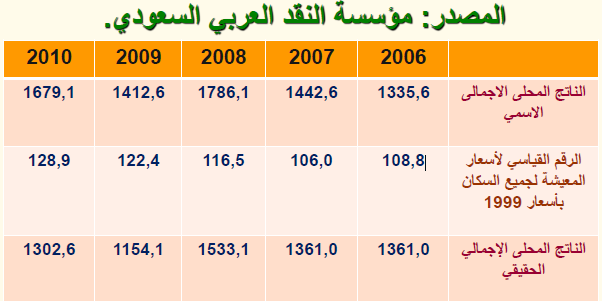 المصدر: مؤسسة النقد العربي السعودي.
2006 2007 2008 2009 2010
الناتج المحلى الاجمالى الاسمي 1335,6 1442,6 1786,1 1412,6 1679,1
الرقم القياسي لأسعار المعيشة لجميع السكان بأسعار 1999 108,8 106,0 116,5 122,4 128,9
الناتج المحلى الإجمالي الحقيقي 1361,0 1361,0 1533,1 1154,1 1302,6